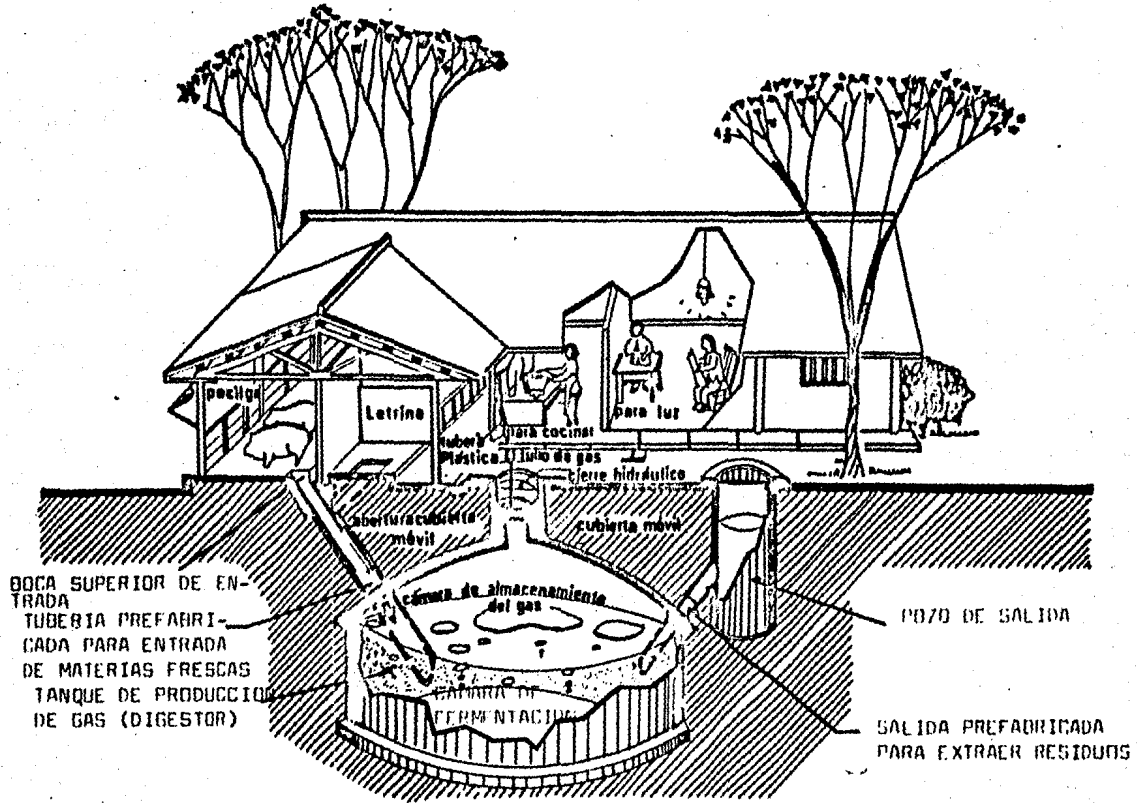 pocilga
Letrina
para luz
para cocinar
tubería
Plástica
Tubo de gas
cierre hidráulico
abertura cubierta
móvil
cubierta móvil
cámara de almacenamiento
del gas
CAMARA DE
FERMENTACION
BOCA SUPERIOR DE EN-
TRADA
TUBERIA PREFABRI-
CADA PARA ENTRADA
DE MATERIAS FRESCAS
TANQUE DE PRODUCCION
DE GAS (DIGESTOR)
POZO DE SALIDA
SALIDA PREFABRICADA
PARA EXTRAER RESIDUOS